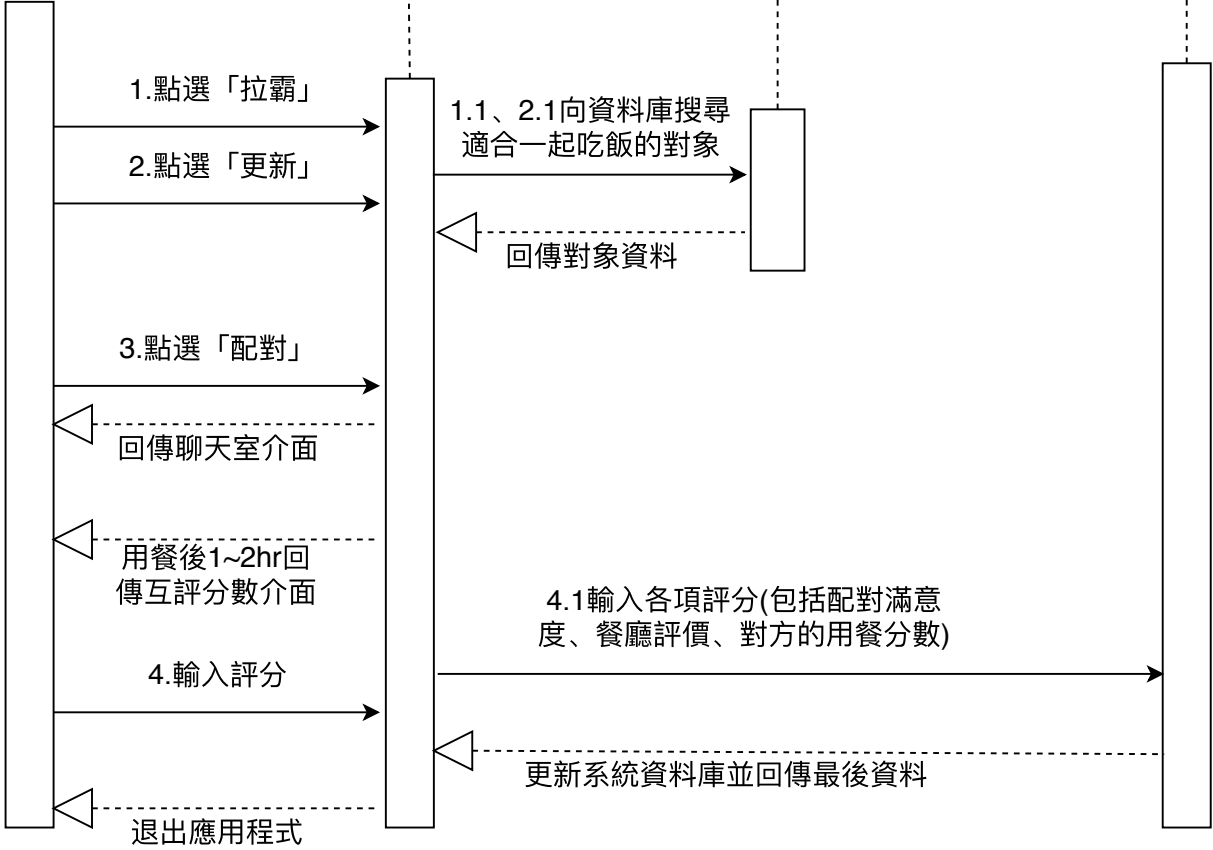 1.點選「拉霸」
1.1、2.1向資料庫搜尋
適合一起吃飯的對象
2.點選「更新」
回傳對象資料
3.點選「配對」
回傳聊天室介面
用餐後1~2hr回
傳互評分數介面
4.1輸入各項評分(包括配對滿意
度、餐廳評價、對方的用餐分數)
4.輸入評分
更新系統資料庫並回傳最後資料
退出應用程式